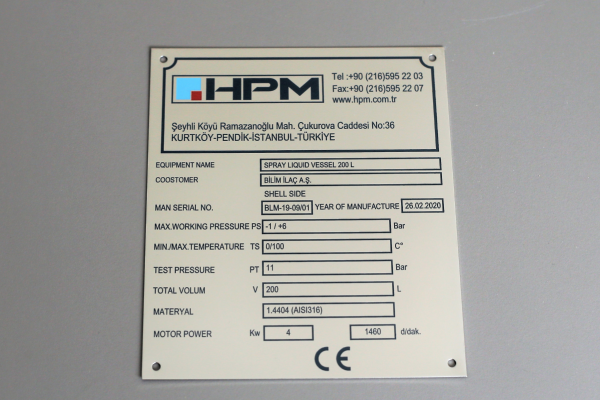 HPM
Tel :+90 (216)595 22 03
Fax:+90 (216)595 22 07
www.hpm.com.tr
Şeyhli Köyü Ramazanoğlu Mah. Çukurova Caddesi No:36
KURTKÖY-PENDİK-İSTANBUL-TÜRKİYE
EQUIPMENT NAME SPRAY LIQUID VESSEL 200 L
COOSTOMER BİLİM İLAÇ A.Ş.
SHELL SIDE
MAN SERIAL NO. BLM-19-09/01 YEAR OF MANUFACTURE 26.02.2020
MAX.WORKING PRESSURE PS -1 / +6 Bar
MIN./MAX.TEMPERATURE TS 0/100 C°
TEST PRESSURE PT 11 Bar
TOTAL VOLUM V 200 L
MATERYAL 1.4404 (AISI316)
MOTOR POWER Kw 4 1460 d/dak.
CE